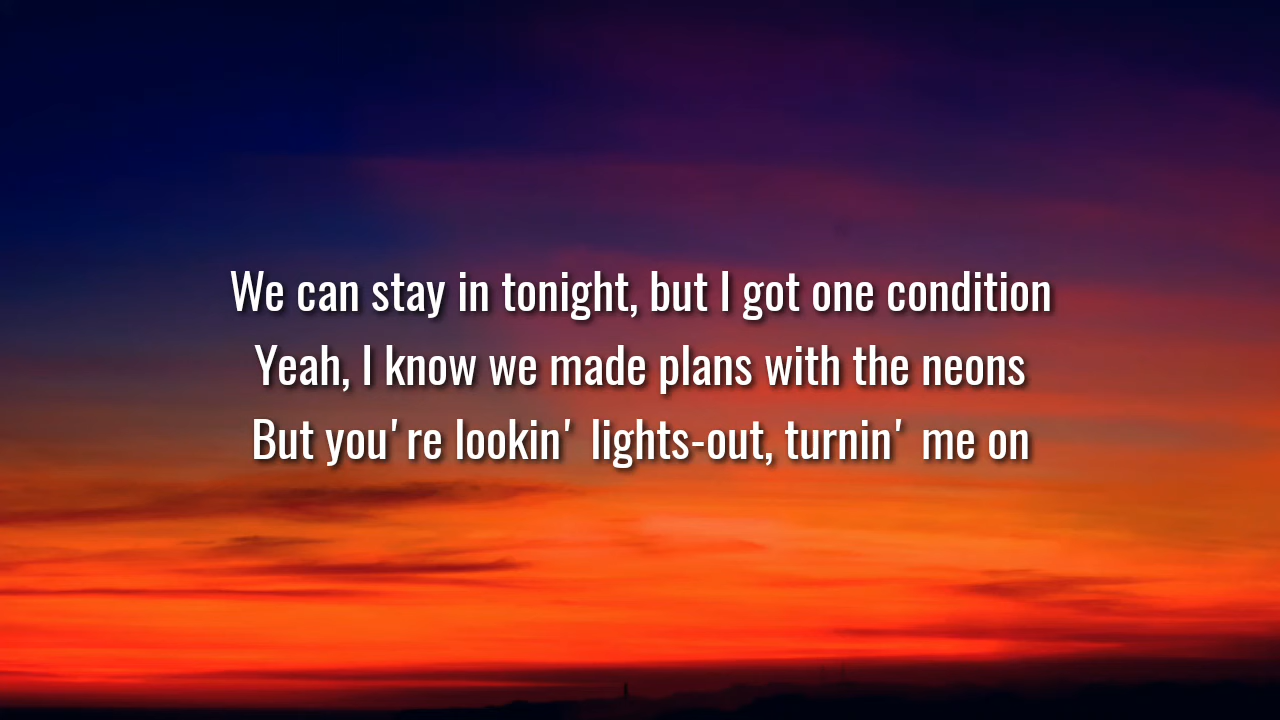 We can stay in tonight, but I got one condition
Yeah, I know we made plans with the neons
But you're lookin' lights-out, turnin' me on